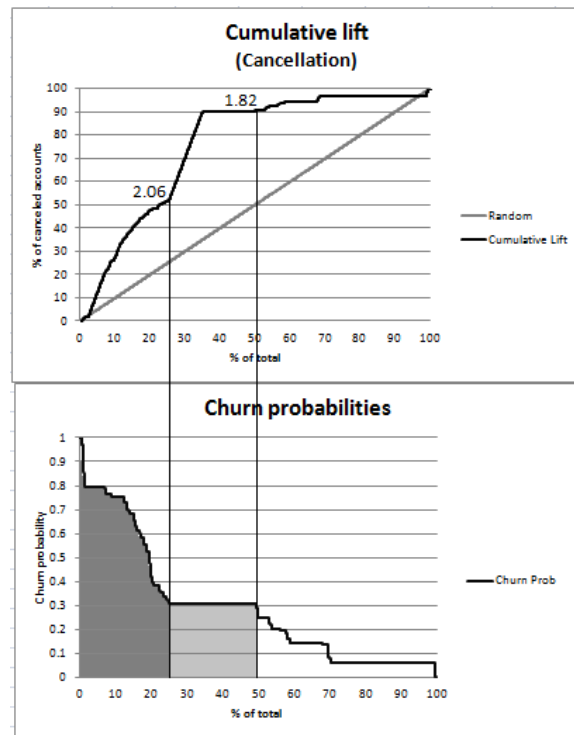 Cumulative lift
(Cancellation)
100
90
80
70
60
50
40
30
20
10
0
% of canceled accounts
2.06
1.82
0 10 20 30 40 50 60 70 80 90 100
% of total
Random
Cumulative Lift
Churn probabilities
1
0.9
0.8
0.7
0.6
0.5
0.4
0.3
0.2
0.1
0
Churn probability
0 10 20 30 40 50 60 70 80 90 100
% of total
Churn Prob